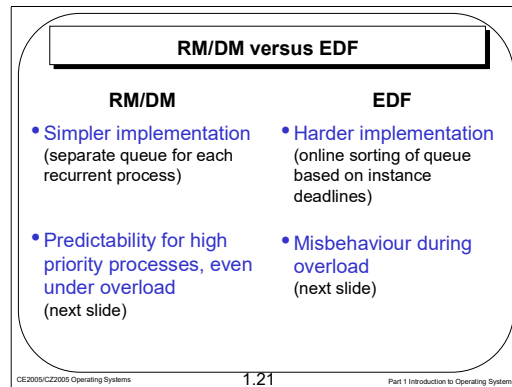 RM/DM versus EDF
RM/DM
• Simpler implementation
(separate queue for each
recurrent process)
• Predictability for high
priority processes, even
under overload
(next slide)
EDF
• Harder implementation
(online sorting of queue
based on instance
deadlines)
• Misbehaviour during
overload
(next slide)
CE2005/CZ2005 Operating Systems
1.21
Part 1 Introduction to Operating System